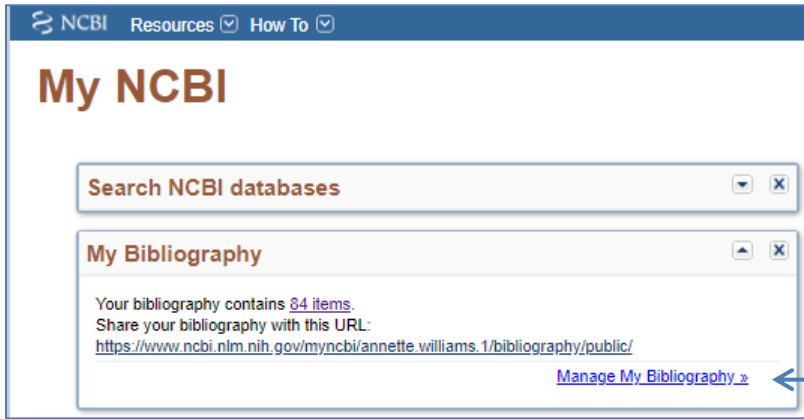 NCBI Resources How To
My NCBI
Search NCBI databases
My Bibliography
Your bibliography contains 84 items.
Share your bibliography with this URL:
https://www.ncbi.nlm.nih.gov/myncbi/annette.williams.1/bibliography/public/
Manage My Bibliography »